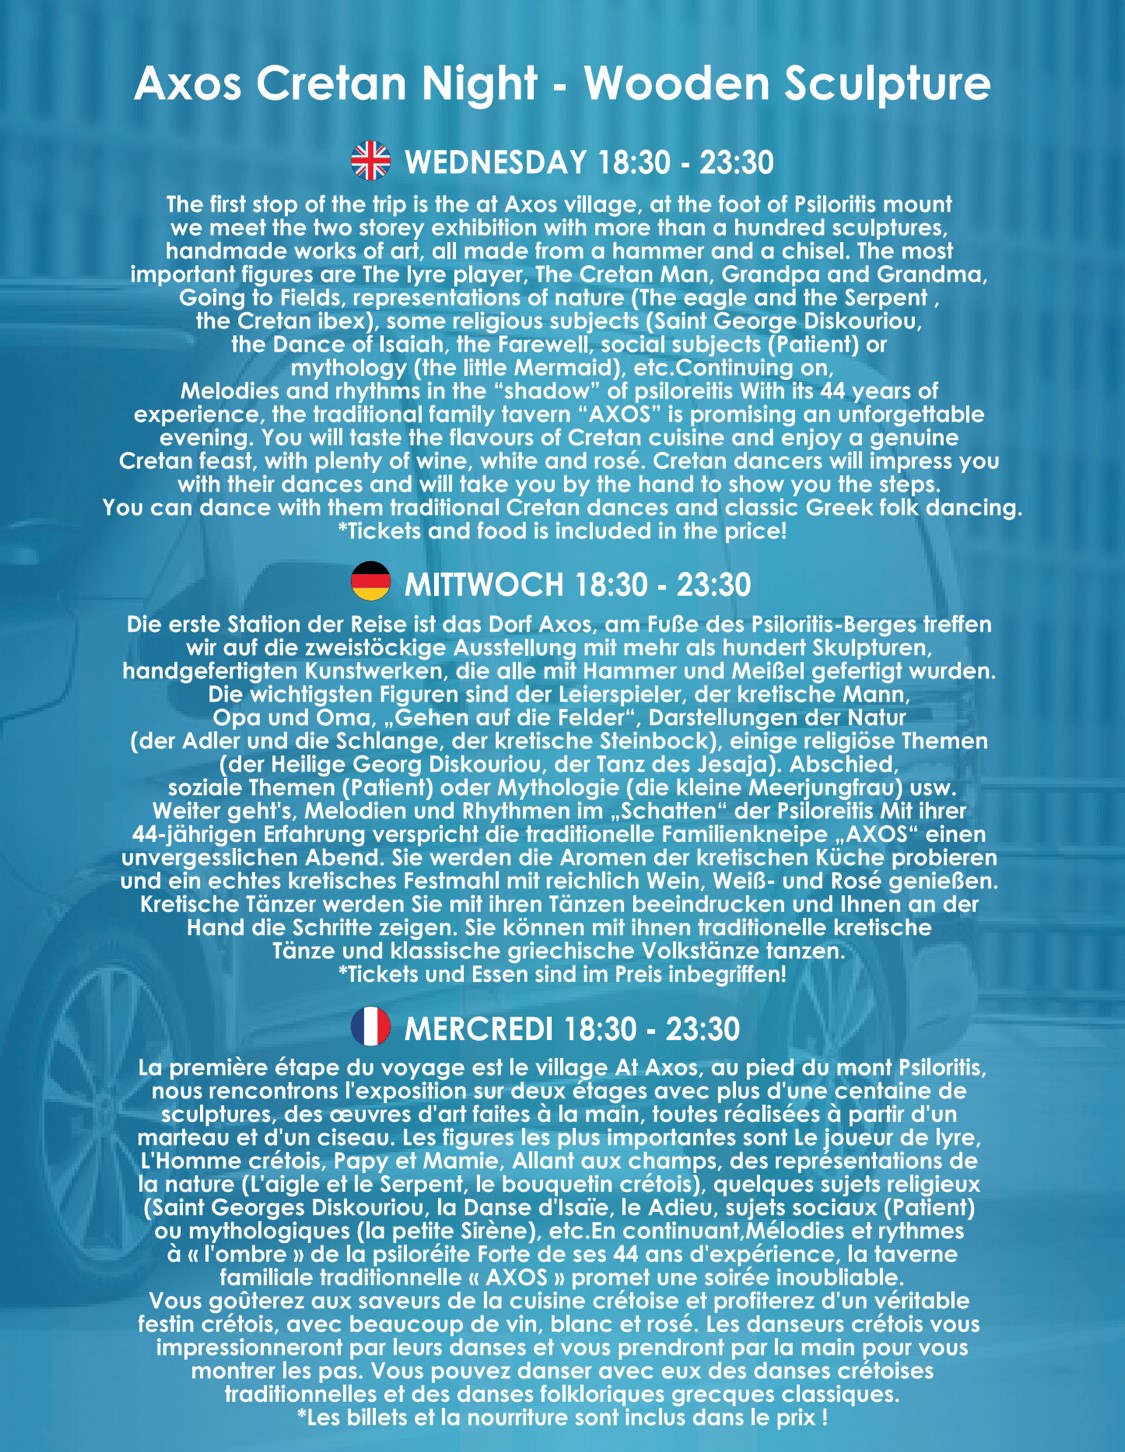 Axos Cretan Night - Wooden Sculpture
WEDNESDAY 18:30 - 23:30
The first stop of the trip is the at Axos village, at the foot of Psiloritis mount
we meet the two storey exhibition with more than a hundred sculptures,
handmade works of art, all made from a hammer and a chisel. The most
important figures are The lyre player, The Cretan Man, Grandpa and Grandma,
Going to Fields, representations of nature (The eagle and the Serpent ,
the Cretan ibex), some religious subjects (Saint George Diskouriou,
the Dance of Isaiah, the Farewell, social subjects (Patient) or
mythology (the little Mermaid), etc.Continuing on,
Melodies and rhythms in the “shadow” of psiloreitis With its 44 years of
experience, the traditional family tavern “AXOS” is promising an unforgettable
evening. You will taste the flavours of Cretan cuisine and enjoy a genuine
Cretan feast, with plenty of wine, white and rosé. Cretan dancers will impress you
with their dances and will take you by the hand to show you the steps.
You can dance with them traditional Cretan dances and classic Greek folk dancing.
*Tickets and food is included in the price!
MITTWOCH 18:30 - 23:30
Die erste Station der Reise ist das Dorf Axos, am Fuße des Psiloritis-Berges treffen
wir auf die zweistöckige Ausstellung mit mehr als hundert Skulpturen,
handgefertigten Kunstwerken, die alle mit Hammer und Meißel gefertigt wurden.
Die wichtigsten Figuren sind der Leierspieler, der kretische Mann,
Opa und Oma, „Gehen auf die Felder“, Darstellungen der Natur
(der Adler und die Schlange, der kretische Steinbock), einige religiöse Themen
(der Heilige Georg Diskouriou, der Tanz des Jesaja). Abschied,
soziale Themen (Patient) oder Mythologie (die kleine Meerjungfrau) usw.
Weiter geht's, Melodien und Rhythmen im „Schatten“ der Psiloreitis Mit ihrer
44-jährigen Erfahrung verspricht die traditionelle Familienkneipe „AXOS“ einen
unvergesslichen Abend. Sie werden die Aromen der kretischen Küche probieren
und ein echtes kretisches Festmahl mit reichlich Wein, Weiß- und Rosé genießen.
Kretische Tänzer werden Sie mit ihren Tänzen beeindrucken und Ihnen an der
Hand die Schritte zeigen. Sie können mit ihnen traditionelle kretische
Tänze und klassische griechische Volkstänze tanzen.
*Tickets und Essen sind im Preis inbegriffen!
MERCREDI 18:30 - 23:30
La première étape du voyage est le village At Axos, au pied du mont Psiloritis,
nous rencontrons l'exposition sur deux étages avec plus d'une centaine de
sculptures, des œuvres d'art faites à la main, toutes réalisées à partir d'un
marteau et d'un ciseau. Les figures les plus importantes sont Le joueur de lyre,
L'Homme crétois, Papy et Mamie, Allant aux champs, des représentations de
la nature (L'aigle et le Serpent, le bouquetin crétois), quelques sujets religieux
(Saint Georges Diskouriou, la Danse d'Isaïe, le Adieu, sujets sociaux (Patient)
ou mythologiques (la petite Sirène), etc.En continuant,Mélodies et rythmes
à « l'ombre » de la psiloréite Forte de ses 44 ans d'expérience, la taverne
familiale traditionnelle « AXOS » promet une soirée inoubliable.
Vous goûterez aux saveurs de la cuisine crétoise et profiterez d'un véritable
festin crétois, avec beaucoup de vin, blanc et rosé. Les danseurs crétois vous
impressionneront par leurs danses et vous prendront par la main pour vous
montrer les pas. Vous pouvez danser avec eux des danses crétoises
traditionnelles et des danses folkloriques grecques classiques.
*Les billets et la nourriture sont inclus dans le prix !